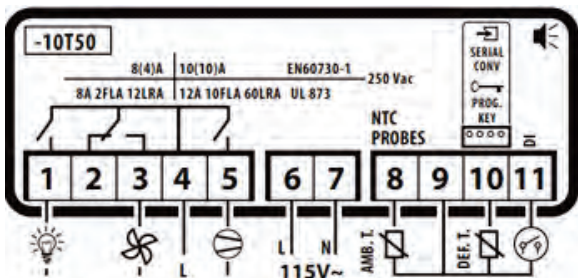 -10T50
8(4)A 10(10)A EN60730-1
250 Vac
8A 2FLA 12LRA 12A 10FLA 60LRA UL 873
SERIAL
CONV
PROG.
KEY
NTC
PROBES
DI
1 2 3 4 5 6 7 8 9 10 11
L
L N
115V~
AMB. T.
DEF. T.